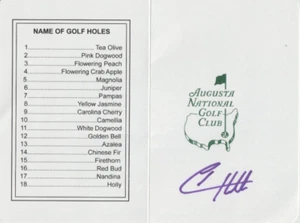 NAME OF GOLF HOLES
1 Tea Olive
2 Pink Dogwood
3 Flowering Peach
4 Flowering Crab Apple
5 Magnolia
6 Juniper
7 Pampas
8 Yellow Jasmine
9 Carolina Cherry
10 Camellia
11 White Dogwood
12 Golden Bell
13 Azalea
14 Chinese Fir
15 Firethorn
16 Red Bud
17 Nandina
18 Holly
AUGUSTA
NATIONAL
GOLF
CLUB